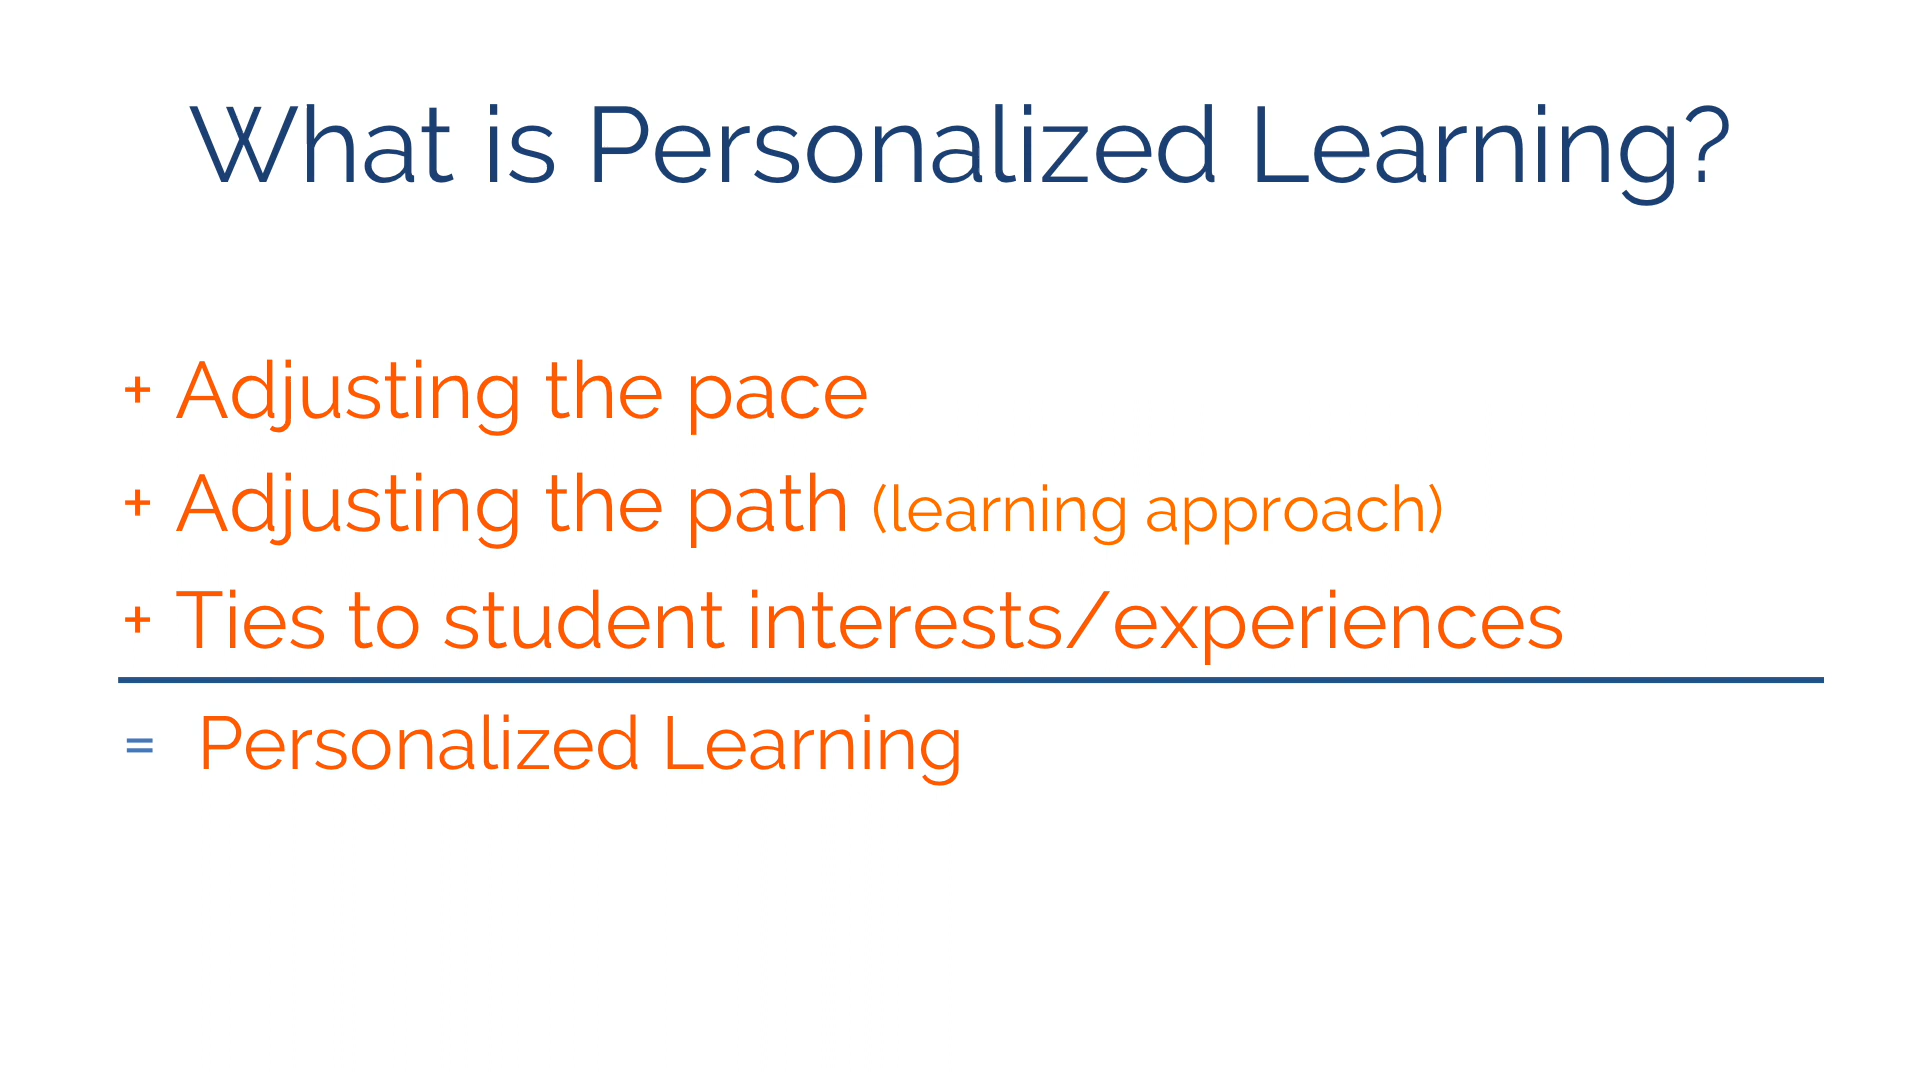 What is Personalized Learning?
+ Adjusting the pace
+ Adjusting the path (learning approach)
+ Ties to student interests/experiences
= Personalized Learning